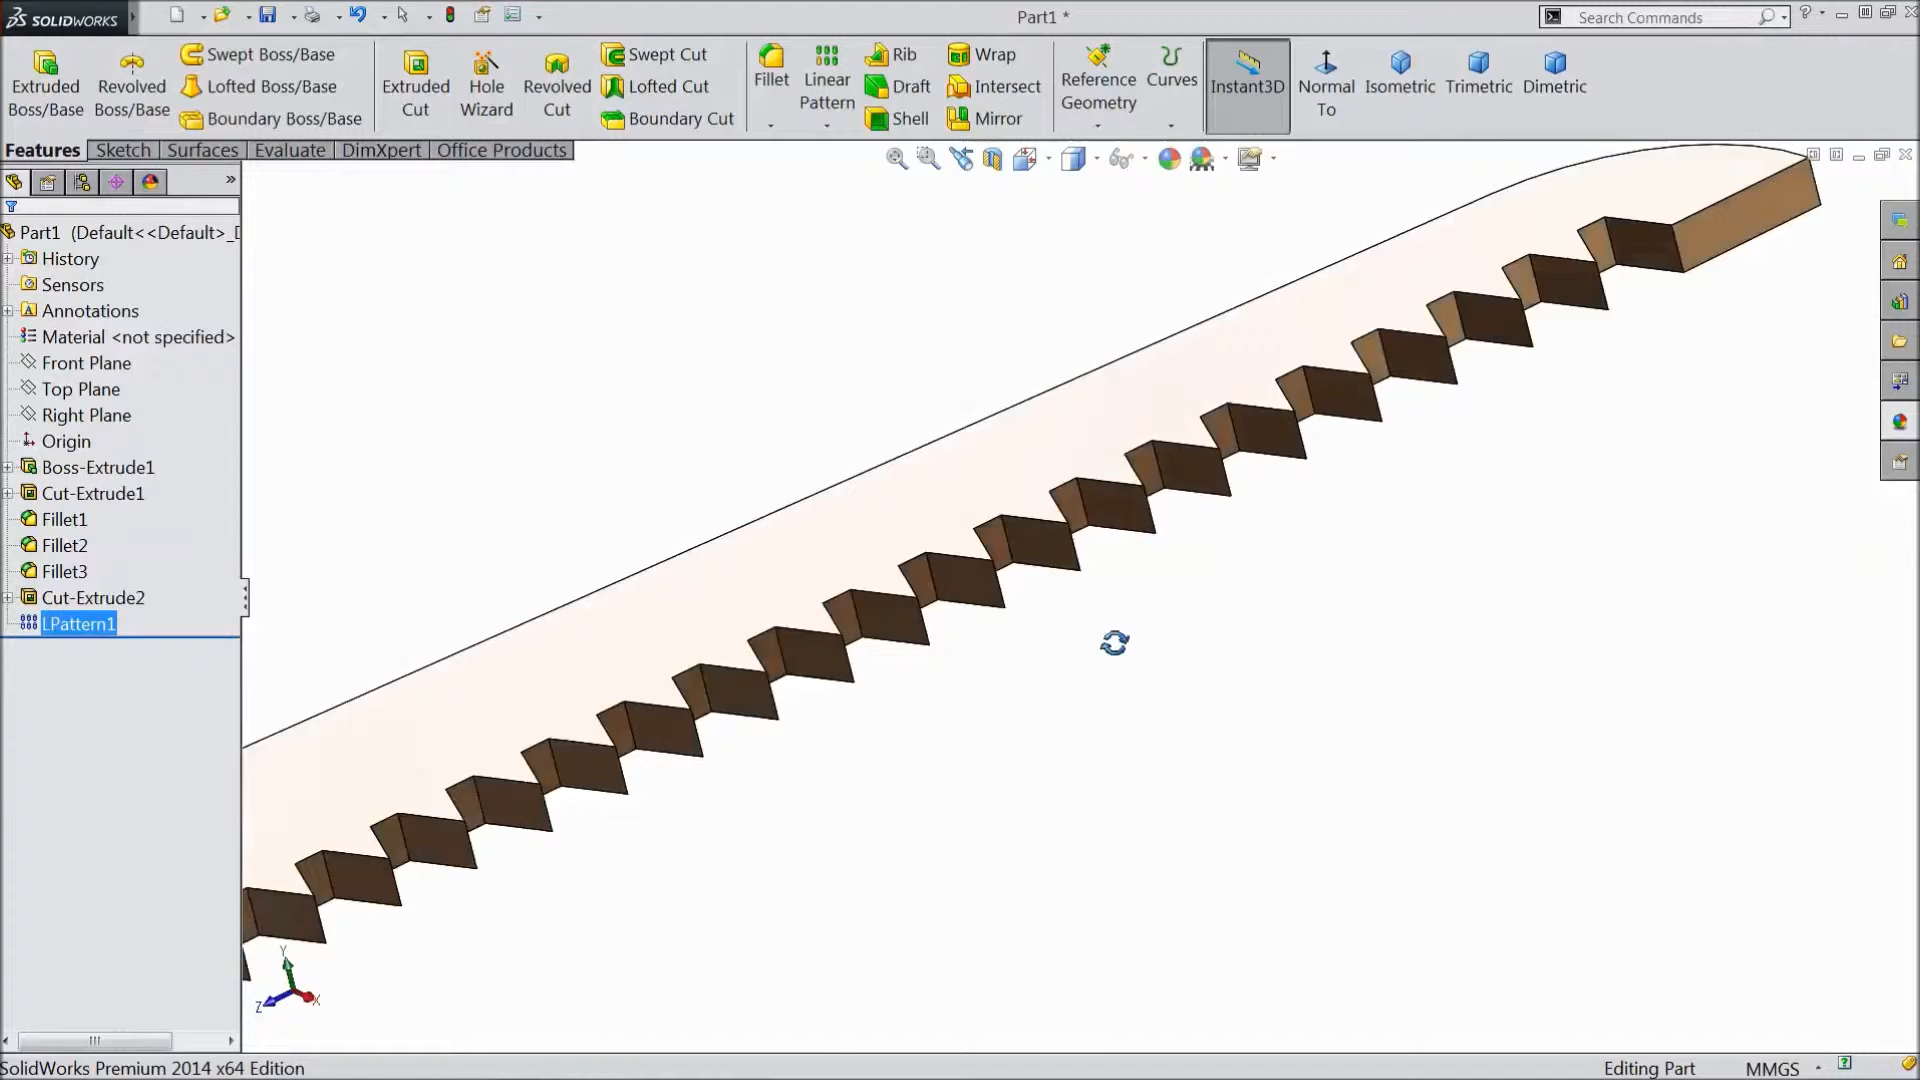 SOLIDWORKS
Part1 *
Search Commands
Extruded Boss/Base
Revolved Boss/Base
Swept Boss/Base
Lofted Boss/Base
Boundary Boss/Base
Extruded Cut
Hole Wizard
Revolved Cut
Swept Cut
Lofted Cut
Boundary Cut
Fillet
Linear Pattern
Rib
Draft
Shell
Wrap
Intersect
Mirror
Reference Geometry
Curves
Instant3D
Normal To
Isometric
Trimetric
Dimetric
Features
Sketch
Surfaces
Evaluate
DimXpert
Office Products
Part1 (Default<<Default>_D
History
Sensors
Annotations
Material <not specified>
Front Plane
Top Plane
Right Plane
Origin
Boss-Extrude1
Cut-Extrude1
Fillet1
Fillet2
Fillet3
Cut-Extrude2
LPattern1
Y
Z
X
SolidWorks Premium 2014 x64 Edition
Editing Part
MMGS